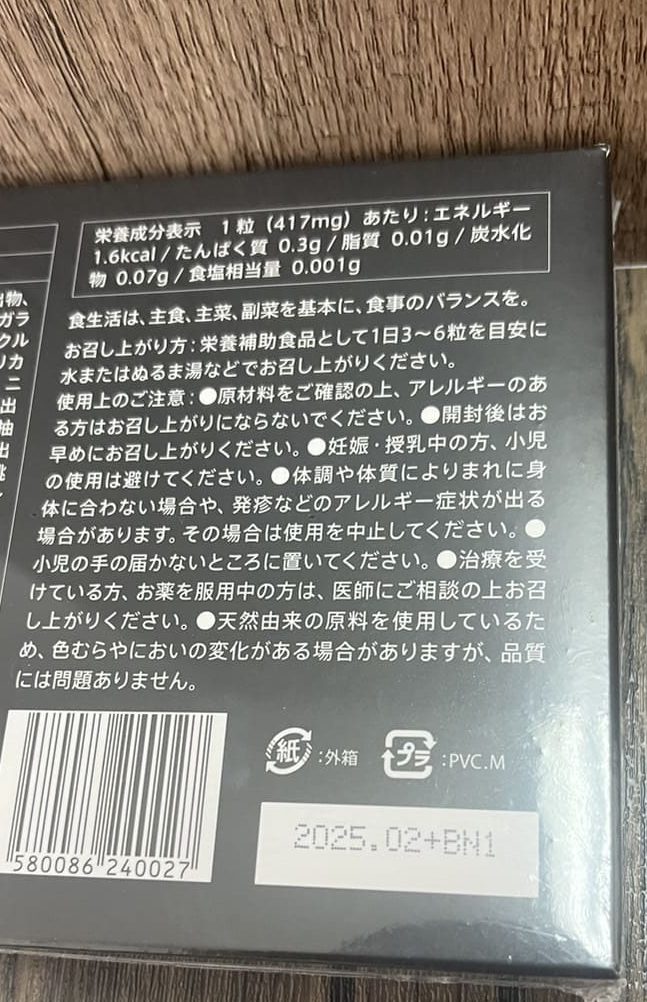 栄養成分表示 1粒（417mg）あたり：エネルギー
1.6kcal / たんぱく質 0.3g / 脂質 0.01g / 炭水化
物 0.07g / 食塩相当量 0.001g
食生活は、主食、主菜、副菜を基本に、食事のバランスを。
お召し上がり方：栄養補助食品として1日3〜6粒を目安に
水またはぬるま湯などでお召し上がりください。
使用上のご注意：●原材料をご確認の上、アレルギーのあ
る方はお召し上がりにならないでください。●開封後はお
早めにお召し上がりください。●妊娠・授乳中の方、小児
の使用は避けてください。●体調や体質によりまれに身
体に合わない場合や、発疹などのアレルギー症状が出る
場合があります。その場合は使用を中止してください。●
小児の手の届かないところに置いてください。●治療を受
けている方、お薬を服用中の方は、医師にご相談の上お召
し上がりください。●天然由来の原料を使用しているた
め、色むらやにおいの変化がある場合がありますが、品質
には問題ありません。
出物、
ガラ
クル
リカ
ニ
出
抽
出
紙：外箱
プラ：PVC.M
580086 240027
2025.02+BN1